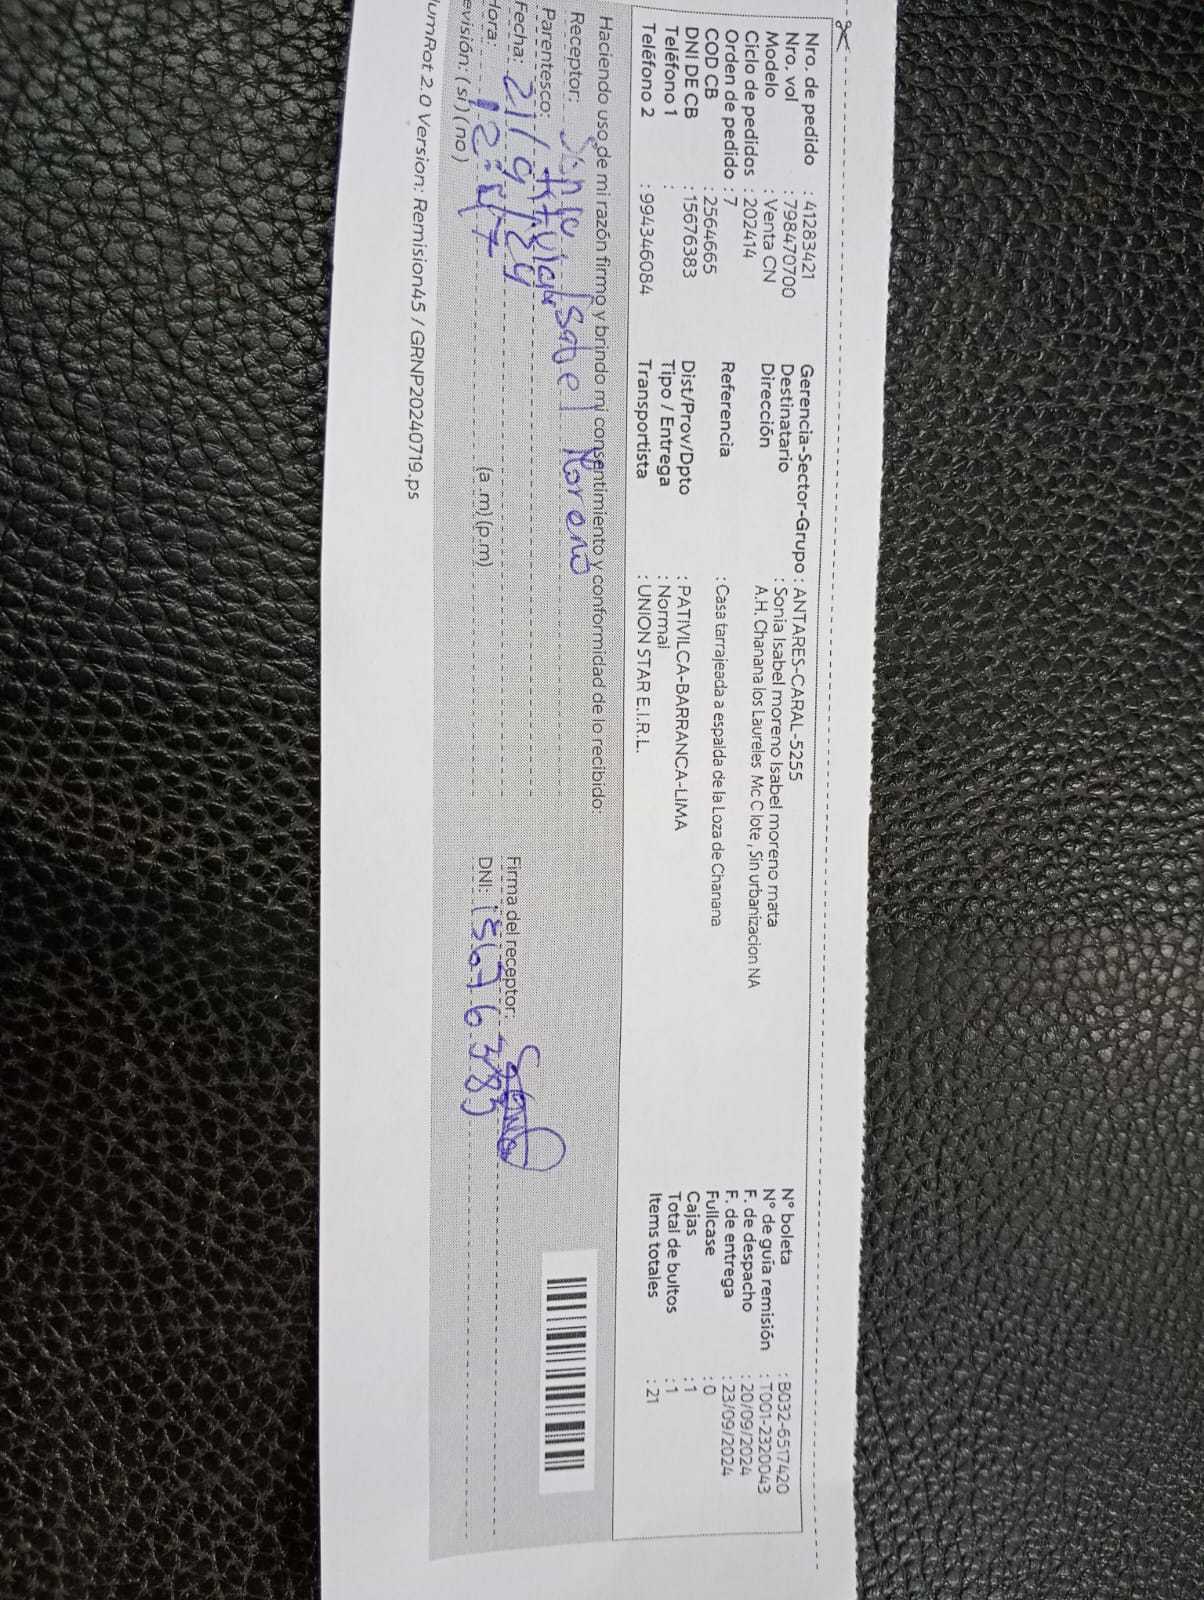 Nro. de pedido : 41283421
Nro. vol : 798470700
Modelo : Venta CN
Ciclo de pedidos : 202414
Orden de pedido : 7
COD CB : 2564665
DNI DE CB : 15676383
Teléfono 1 :
Teléfono 2 : 994346084
Gerencia-Sector-Grupo : ANTARES-CARAL-5255
Destinatario : Sonia Isabel moreno Isabel moreno mata
Dirección A.H. Chanana los Laureles Mc C lote , Sin urbanizacion NA
Referencia : Casa tarrajeada a espalda de la Loza de Chanana
Dist/Prov/Dpto : PATIVILCA-BARRANCA-LIMA
Tipo / Entrega : Normal
Transportista : UNION STAR E.I.R.L.
N° boleta : B032-6517420
N° de guía remisión : T001-2320043
F. de despacho : 20/09/2024
F. de entrega : 23/09/2024
Fullcase : 0
Cajas : 1
Total de bultos : 1
Items totales : 21
Haciendo uso de mi razón firmo y brindo mi consentimiento y conformidad de lo recibido:
Receptor: Sonia Isabel Moreno
Parentesco: titular
Fecha: 21/9/24
Hora: 12:47 (a .m) (p.m)
evisión: (si) (no)
Firma del receptor:
DNI: 15676383
umRot 2.0 Version: Remision45 / GRNP20240719.ps